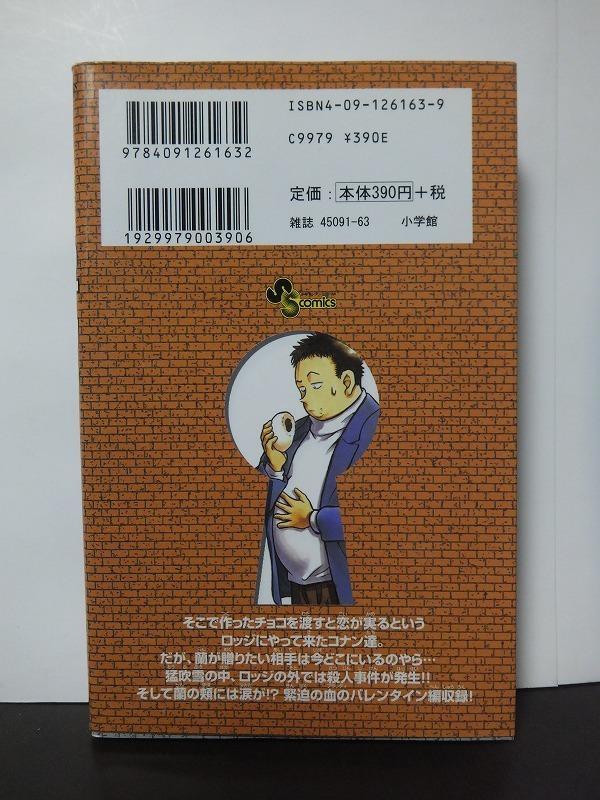 ISBN4-09-126163-9
C9979 ¥390E
9784091261632
定価：本体390円＋税
雑誌 45091-63 小学館
1929979003906
SS comics
そこで作ったチョコを渡すと恋が実るという
ロッジにやって来たコナン達。
だが、蘭が贈りたい相手は今どこにいるのやら…
猛吹雪の中、ロッジの外では殺人事件が発生!!
そして蘭の頬には涙が!? 緊迫の血のバレンタイン編収録!